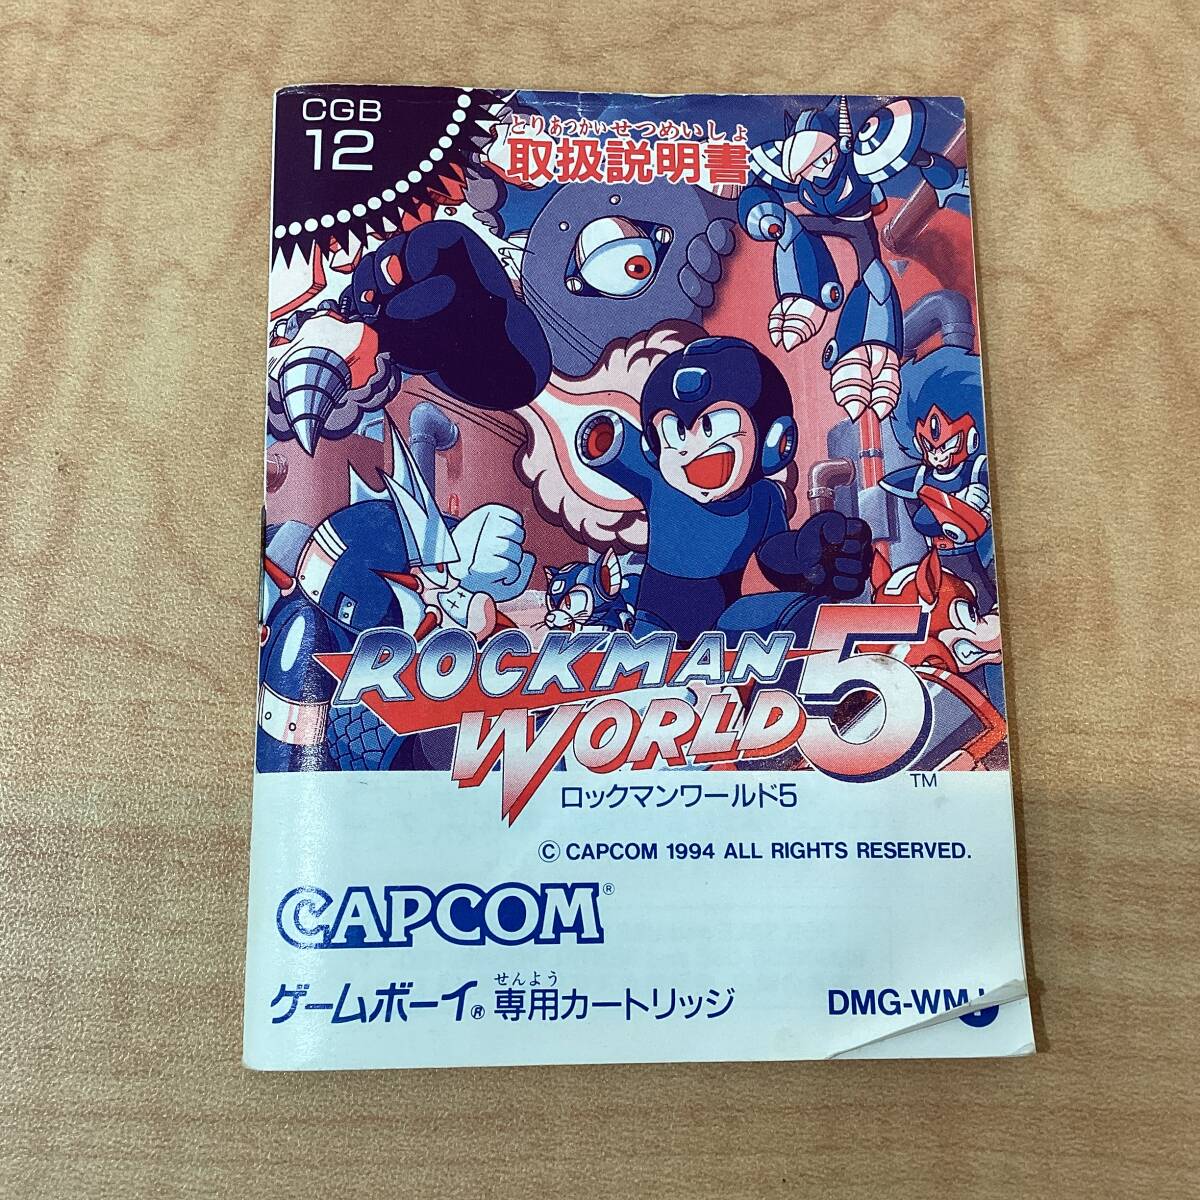 CGB
12
とりあつかいせつめいしょ
取扱説明書
ROCKMAN
WORLD5
TM
ロックマンワールド5
© CAPCOM 1994 ALL RIGHTS RESERVED.
CAPCOM®
せんよう
ゲームボーイ®専用カートリッジ